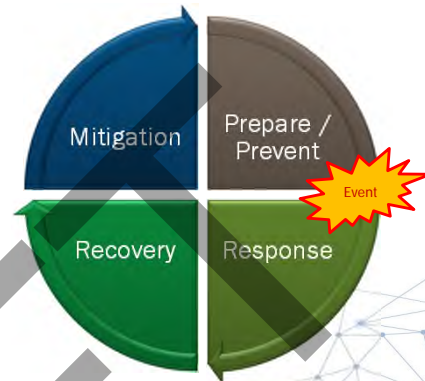 Mitigation
Prepare /
Prevent
Event
Recovery
Response